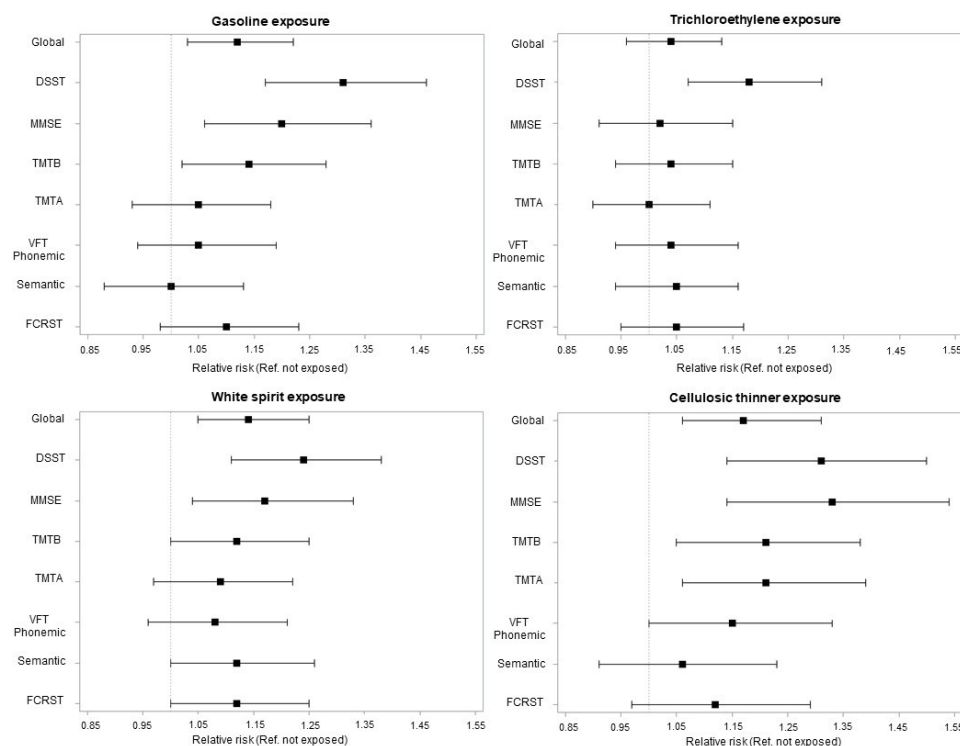 Gasoline exposure
Global
DSST
MMSE
TMTB
TMTA
VFT
Phonemic
Semantic
FCRST
0.85 0.95 1.05 1.15 1.25 1.35 1.45 1.55
Relative risk (Ref. not exposed)
Trichloroethylene exposure
Global
DSST
MMSE
TMTB
TMTA
VFT
Phonemic
Semantic
FCRST
0.85 0.95 1.05 1.15 1.25 1.35 1.45 1.55
Relative risk (Ref. not exposed)
White spirit exposure
Global
DSST
MMSE
TMTB
TMTA
VFT
Phonemic
Semantic
FCRST
0.85 0.95 1.05 1.15 1.25 1.35 1.45 1.55
Relative risk (Ref. not exposed)
Cellulosic thinner exposure
Global
DSST
MMSE
TMTB
TMTA
VFT
Phonemic
Semantic
FCRST
0.85 0.95 1.05 1.15 1.25 1.35 1.45 1.55
Relative risk (Ref. not exposed)